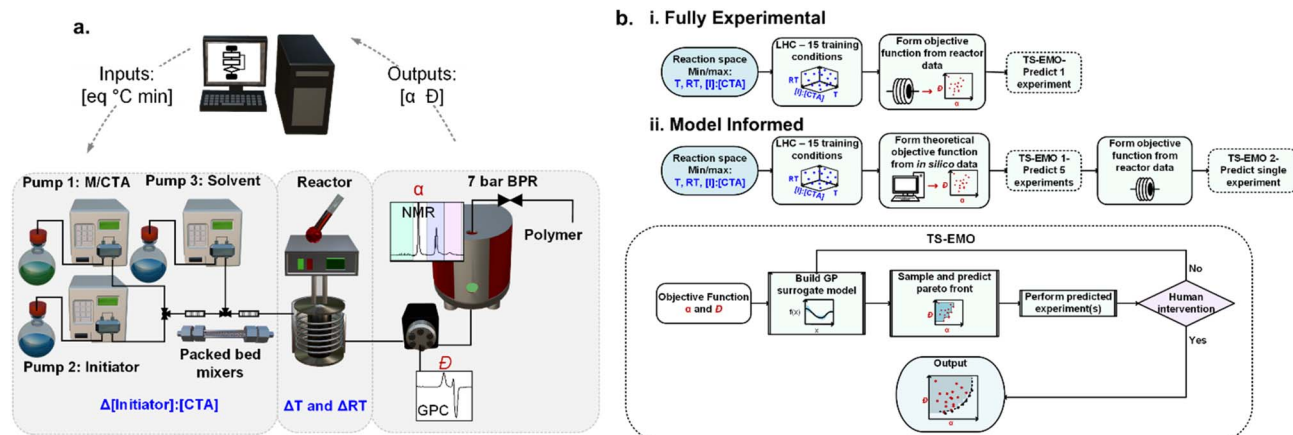 a.
Inputs:
[eq °C min]
Outputs:
[α Đ]
Pump 1: M/CTA
Pump 3: Solvent
Pump 2: Initiator
Packed bed
mixers
Δ[Initiator]:[CTA]
Reactor
ΔT and ΔRT
7 bar BPR
α
NMR
Polymer
Đ
GPC
b.
i. Fully Experimental
Reaction space
Min/max:
T, RT, [I]:[CTA]
LHC – 15 training
conditions
RT
[I]:[CTA]
T
Form objective
function from reactor
data
Đ
α
TS-EMO-
Predict 1
experiment
ii. Model Informed
Reaction space
Min/max:
T, RT, [I]:[CTA]
LHC – 15 training
conditions
RT
[I]:[CTA]
T
Form theoretical
objective function
from in silico data
Đ
α
TS-EMO 1-
Predict 5
experiments
Form objective
function from
reactor data
TS-EMO 2-
Predict single
experiment
TS-EMO
Objective Function
α and Đ
Build GP
surrogate model
f(x)
x
Sample and predict
pareto front
Đ
α
Perform predicted
experiment(s)
Human
intervention
No
Yes
Output
Đ
α